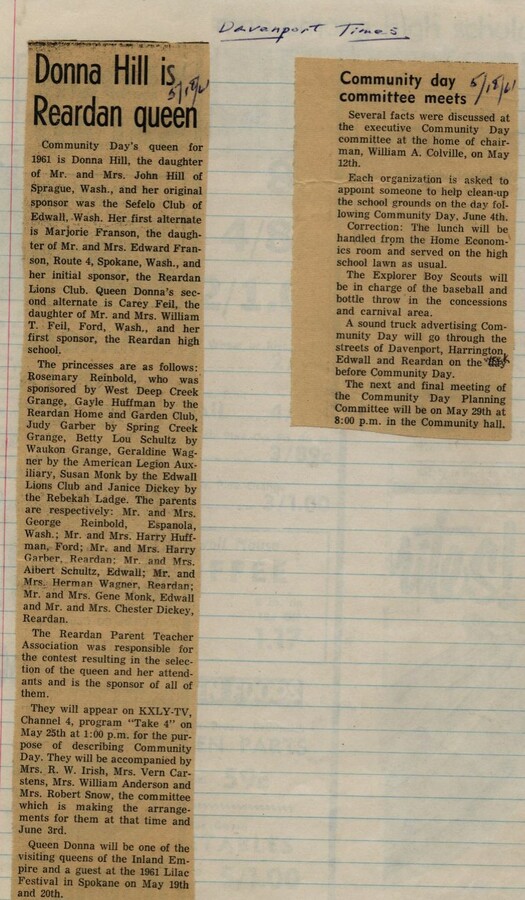 Davenport Times
Donna Hill is
Reardan queen
5/18/61
Community Day's queen for
1961 is Donna Hill, the daughter
of Mr. and Mrs. John Hill of
Sprague, Wash., and her original
sponsor was the Sefelo Club of
Edwall, Wash. Her first alternate
is Marjorie Franson, the daugh-
ter of Mr. and Mrs. Edward Fran-
son, Route 4, Spokane, Wash., and
her initial sponsor, the Reardan
Lions Club. Queen Donna's sec-
ond alternate is Carey Feil, the
daughter of Mr. and Mrs. William
T. Feil, Ford, Wash., and her
first sponsor, the Reardan high
school.
The princesses are as follows:
Rosemary Reinbold, who was
sponsored by West Deep Creek
Grange, Gayle Huffman by the
Reardan Home and Garden Club,
Judy Garber by Spring Creek
Grange, Betty Lou Schultz by
Waukon Grange, Geraldine Wag-
ner by the American Legion Aux-
iliary, Susan Monk by the Edwall
Lions Club and Janice Dickey by
the Rebekah Ladge. The parents
are respectively: Mr. and Mrs.
George Reinbold, Espanola,
Wash.; Mr. and Mrs. Harry Huff-
man, Ford; Mr. and Mrs. Harry
Garber, Reardan; Mr. and Mrs.
Albert Schultz, Edwall; Mr. and
Mrs. Herman Wagner, Reardan;
Mr. and Mrs. Gene Monk, Edwall
and Mr. and Mrs. Chester Dickey,
Reardan.
The Reardan Parent Teacher
Association was responsible for
the contest resulting in the selec-
tion of the queen and her attend-
ants and is the sponsor of all of
them.
They will appear on KXLY-TV,
Channel 4, program "Take 4" on
May 25th at 1:00 p.m. for the pur-
pose of describing Community
Day. They will be accompanied by
Mrs. R. W. Irish, Mrs. Vern Car-
stens, Mrs. William Anderson and
Mrs. Robert Snow, the committee
which is making the arrange-
ments for them at that time and
June 3rd.
Queen Donna will be one of the
visiting queens of the Inland Em-
pire and a guest at the 1961 Lilac
Festival in Spokane on May 19th
and 20th.
Community day
committee meets
5/18/61
Several facts were discussed at
the executive Community Day
committee at the home of chair-
man, William A. Colville, on May
12th.
Each organization is asked to
appoint someone to help clean-up
the school grounds on the day fol-
lowing Community Day, June 4th.
Correction: The lunch will be
handled from the Home Econom-
ics room and served on the high
school lawn as usual.
The Explorer Boy Scouts will
be in charge of the baseball and
bottle throw in the concessions
and carnival area.
A sound truck advertising Com-
munity Day will go through the
streets of Davenport, Harrington,
Edwall and Reardan on the week
before Community Day.
The next and final meeting of
the Community Day Planning
Committee will be on May 29th at
8:00 p.m. in the Community hall.